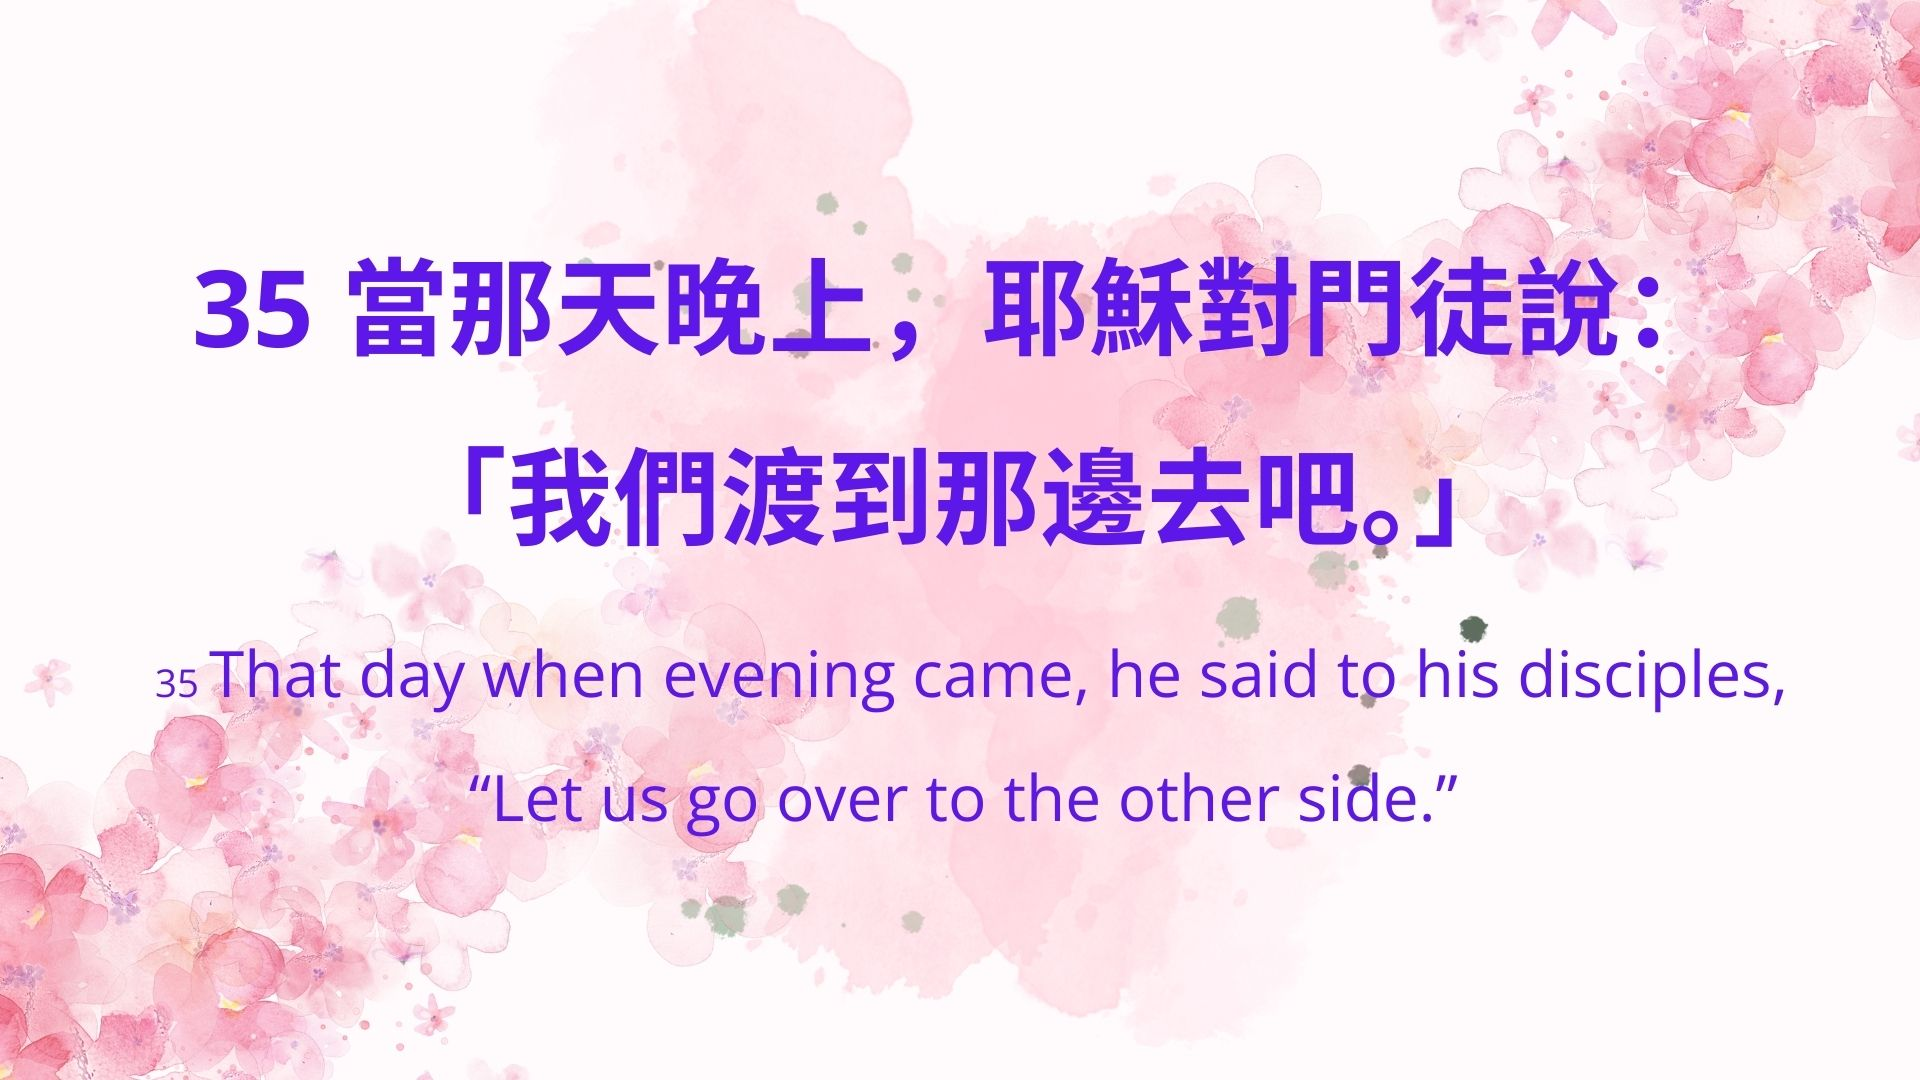 35 當那天晚上，耶穌對門徒說：
「我們渡到那邊去吧。」
35 That day when evening came, he said to his disciples,
“Let us go over to the other side.”